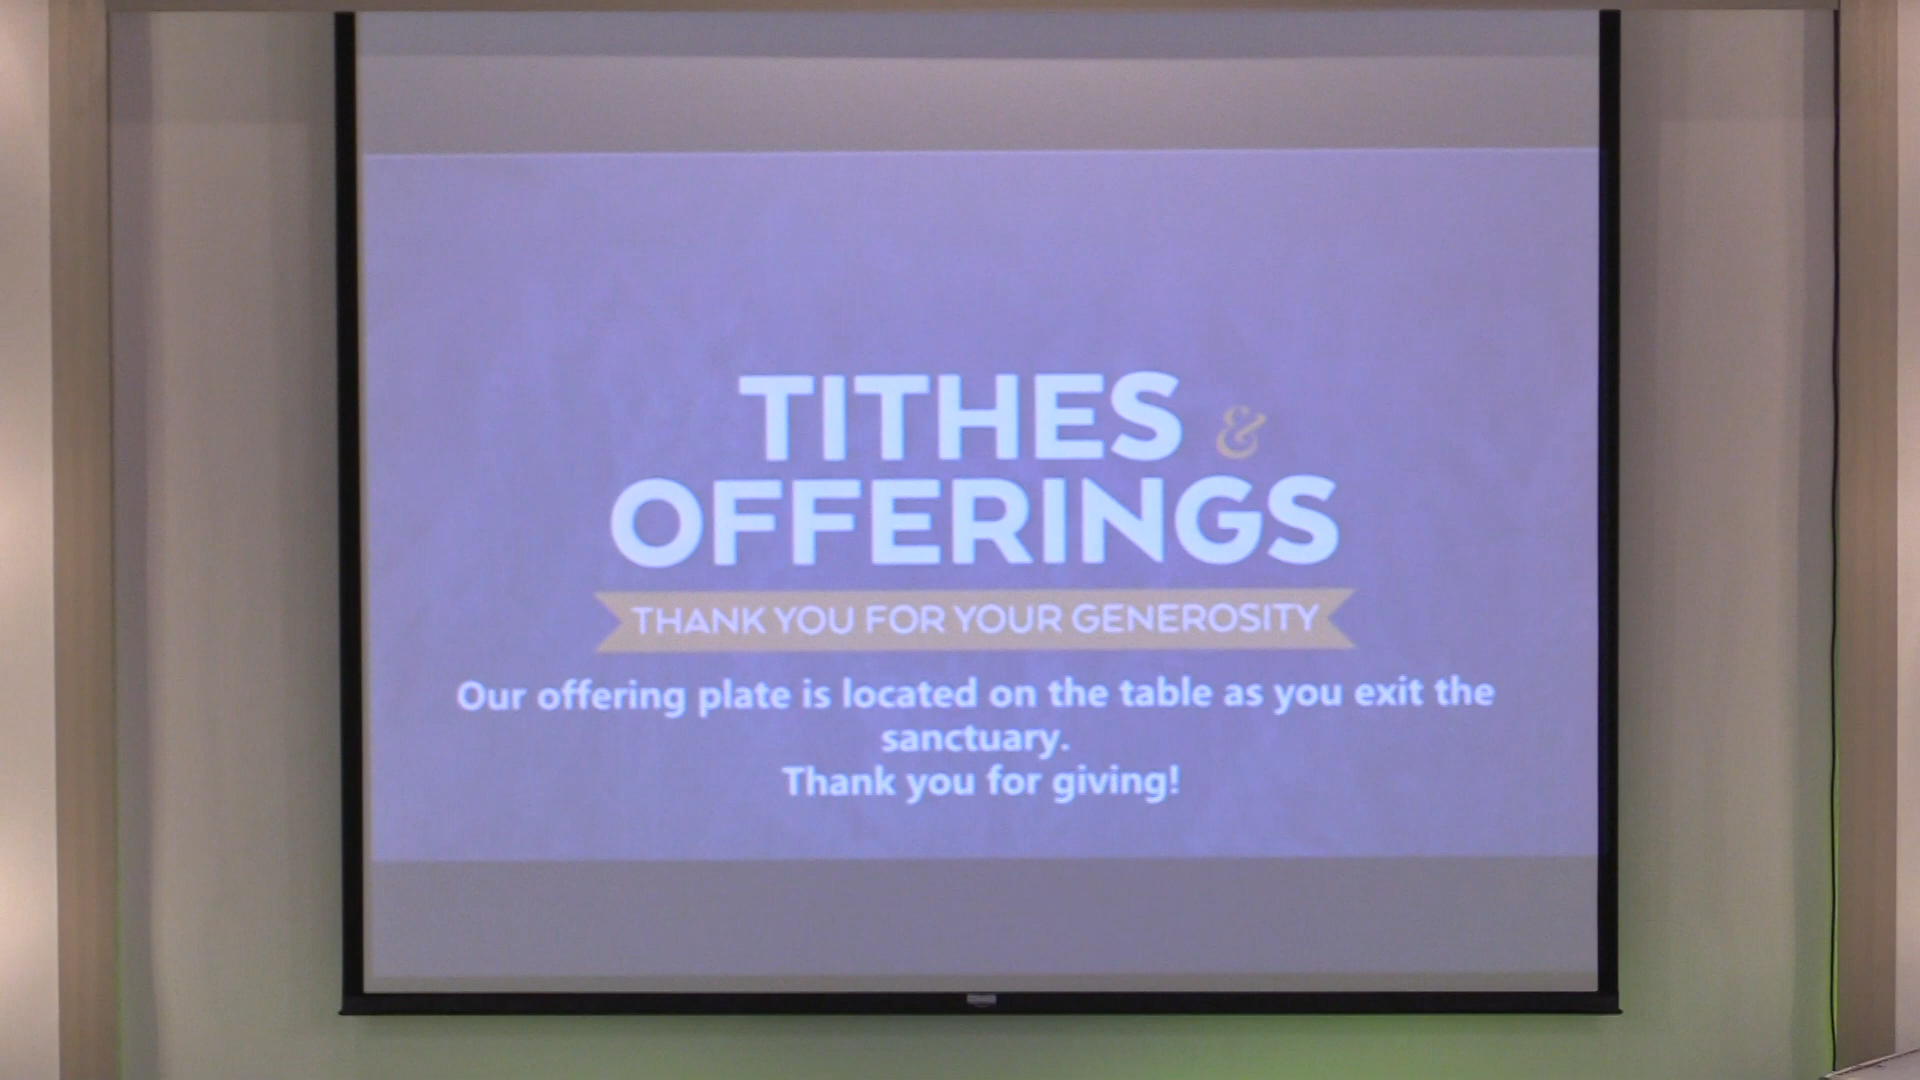 TITHES &
OFFERINGS
THANK YOU FOR YOUR GENEROSITY
Our offering plate is located on the table as you exit the
sanctuary.
Thank you for giving!